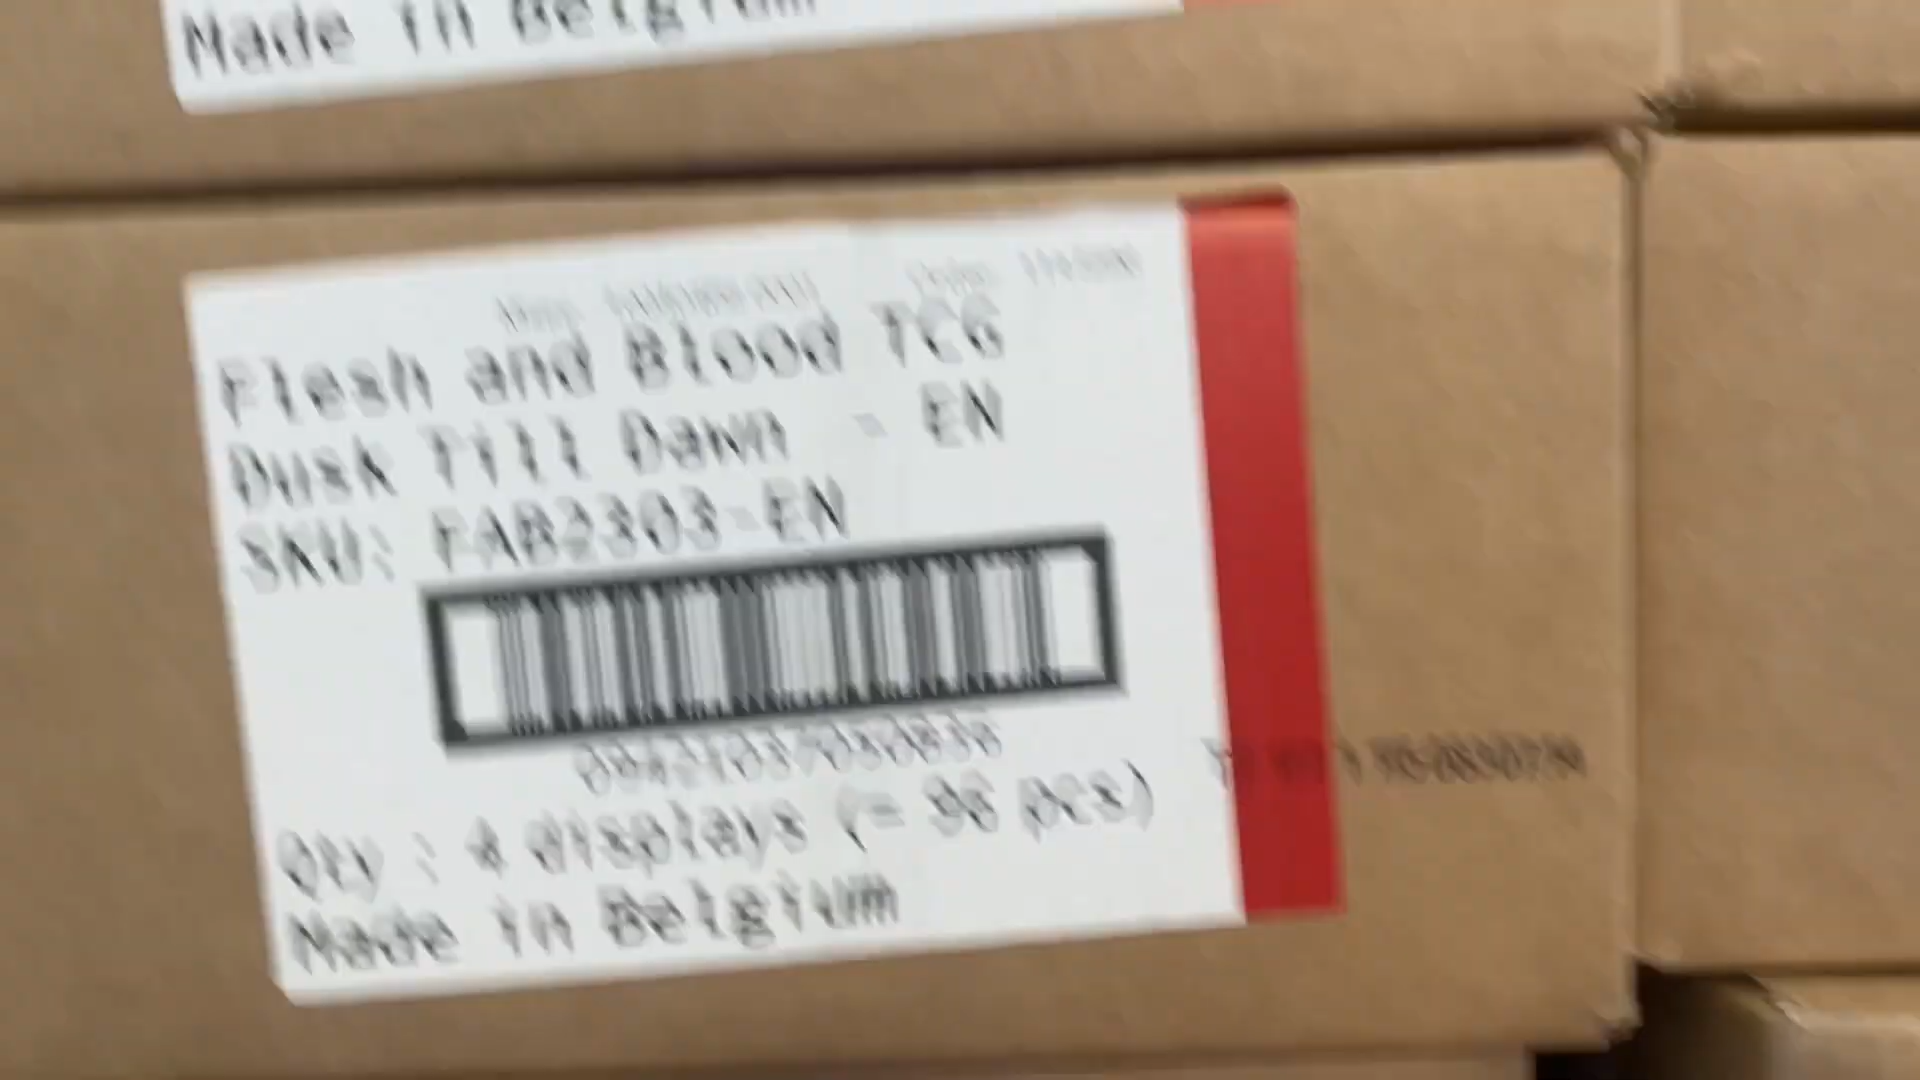 Made in Belgium
Flesh and Blood TCG
Dusk Till Dawn - EN
SKU: FAB2303-EN
Qty : 4 displays (= 96 pcs)
Made in Belgium